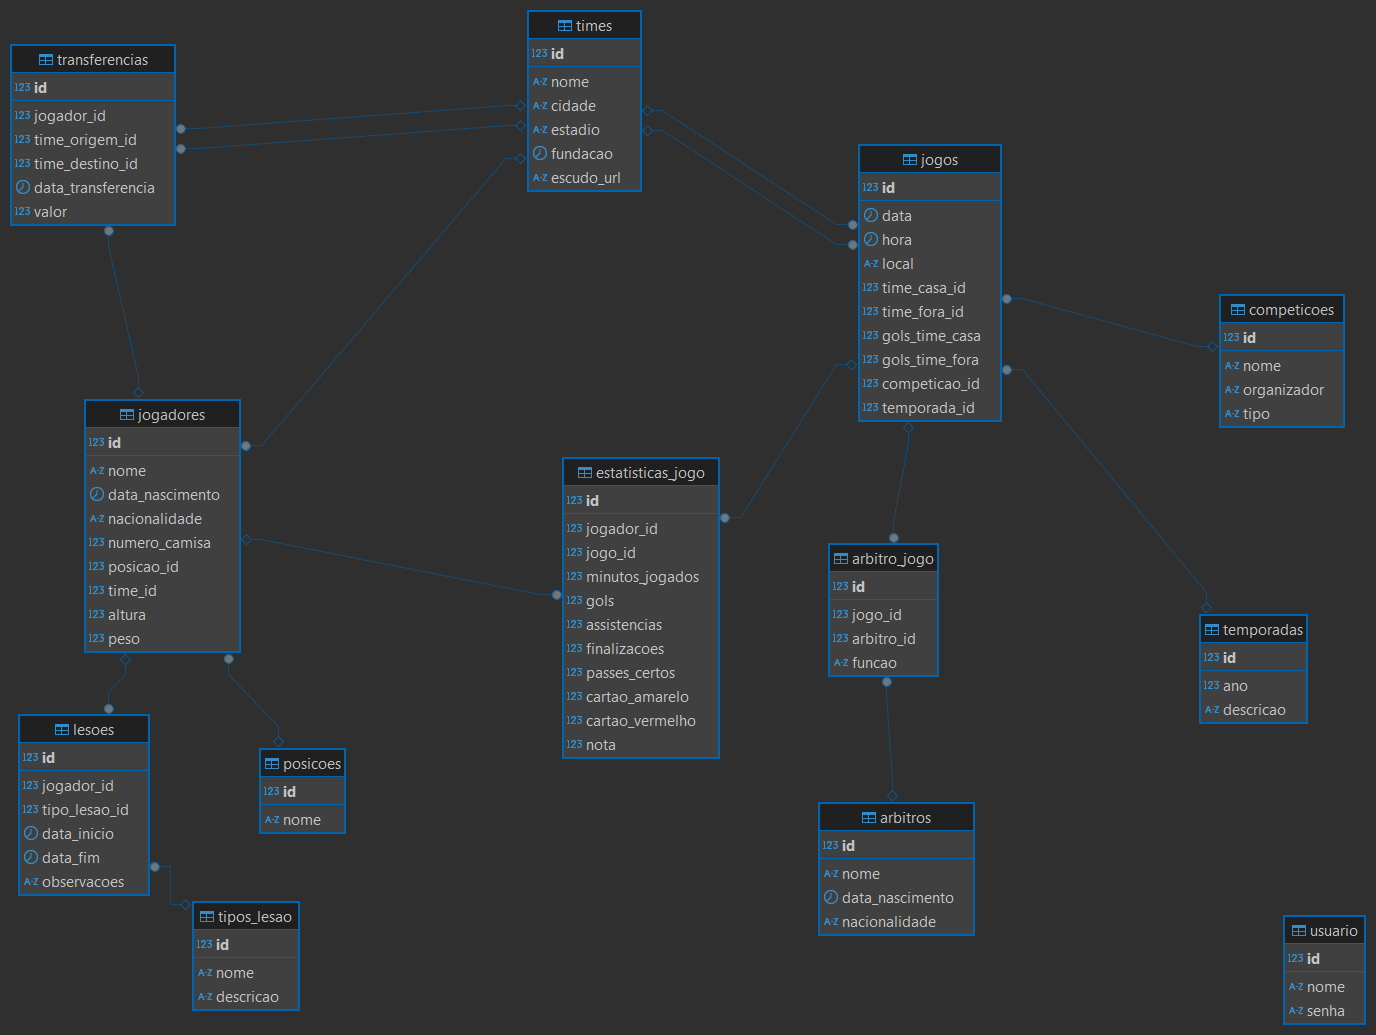 transferencias
123 id
123 jogador_id
123 time_origem_id
123 time_destino_id
data_transferencia
123 valor
times
123 id
A-Z nome
A-Z cidade
A-Z estadio
fundacao
A-Z escudo_url
jogos
123 id
data
hora
A-Z local
123 time_casa_id
123 time_fora_id
123 gols_time_casa
123 gols_time_fora
123 competicao_id
123 temporada_id
competicoes
123 id
A-Z nome
A-Z organizador
A-Z tipo
jogadores
123 id
A-Z nome
data_nascimento
A-Z nacionalidade
123 numero_camisa
123 posicao_id
123 time_id
123 altura
123 peso
estatisticas_jogo
123 id
123 jogador_id
123 jogo_id
123 minutos_jogados
123 gols
123 assistencias
123 finalizacoes
123 passes_certos
123 cartao_amarelo
123 cartao_vermelho
123 nota
arbitro_jogo
123 id
123 jogo_id
123 arbitro_id
A-Z funcao
temporadas
123 id
123 ano
A-Z descricao
lesoes
123 id
123 jogador_id
123 tipo_lesao_id
data_inicio
data_fim
A-Z observacoes
posicoes
123 id
A-Z nome
arbitros
123 id
A-Z nome
data_nascimento
A-Z nacionalidade
tipos_lesao
123 id
A-Z nome
A-Z descricao
usuario
123 id
A-Z nome
A-Z senha